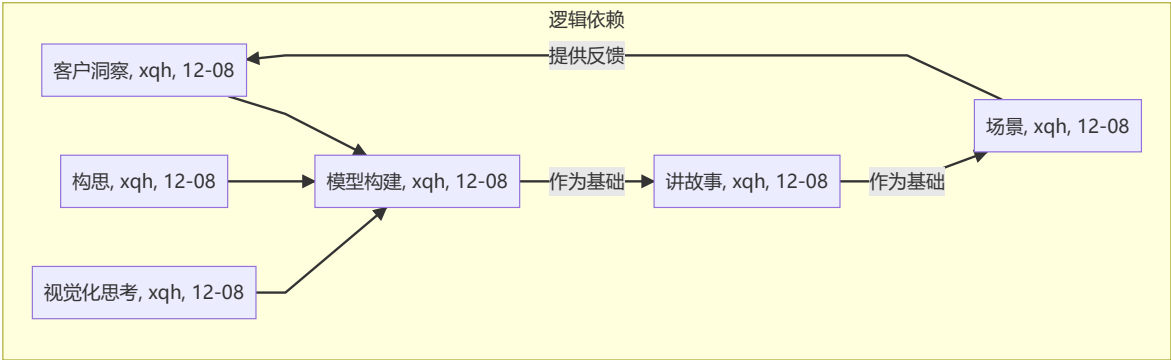 逻辑依赖
提供反馈
客户洞察, xqh, 12-08
场景, xqh, 12-08
构思, xqh, 12-08
模型构建, xqh, 12-08
作为基础
讲故事, xqh, 12-08
作为基础
视觉化思考, xqh, 12-08